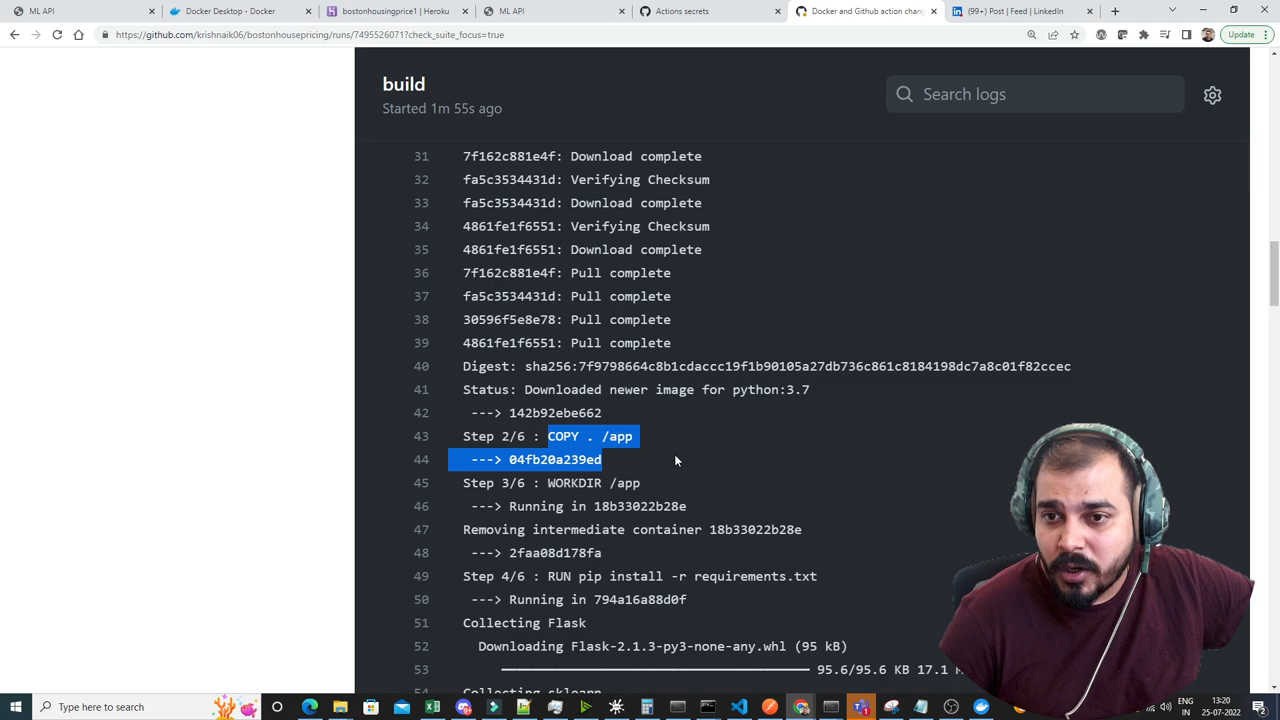 ML API
Docker Desktop - Docker
bostonhousingprice1 | Heroku
ML API
Actions secrets
Docker and Github action chan
(99+) Post | Feed | LinkedIn
https://github.com/krishnaik06/bostonhousepricing/runs/7495526071?check_suite_focus=true
Update
build
Started 1m 55s ago
Search logs
31 7f162c881e4f: Download complete
32 fa5c3534431d: Verifying Checksum
33 fa5c3534431d: Download complete
34 4861fe1f6551: Verifying Checksum
35 4861fe1f6551: Download complete
36 7f162c881e4f: Pull complete
37 fa5c3534431d: Pull complete
38 30596f5e8e78: Pull complete
39 4861fe1f6551: Pull complete
40 Digest: sha256:7f9798664c8b1cdaccc19f1b90105a27db736c861c8184198dc7a8c01f82ccec
41 Status: Downloaded newer image for python:3.7
42 ---> 142b92ebe662
43 Step 2/6 : COPY . /app
44 ---> 04fb20a239ed
45 Step 3/6 : WORKDIR /app
46 ---> Running in 18b33022b28e
47 Removing intermediate container 18b33022b28e
48 ---> 2faa08d178fa
49 Step 4/6 : RUN pip install -r requirements.txt
50 ---> Running in 794a16a88d0f
51 Collecting Flask
52 Downloading Flask-2.1.3-py3-none-any.whl (95 kB)
53 95.6/95.6 KB 17.1
54 Collecting sklearn
Type here to search
ENG
IN
13:20
25-07-2022